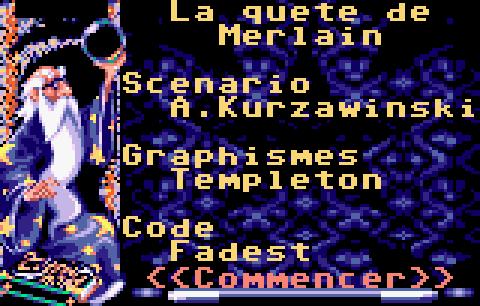 La quete de
Merlain
Scenario
A.Kurzawinski
Graphismes
Templeton
Code
Fadest
<<Commencer>>